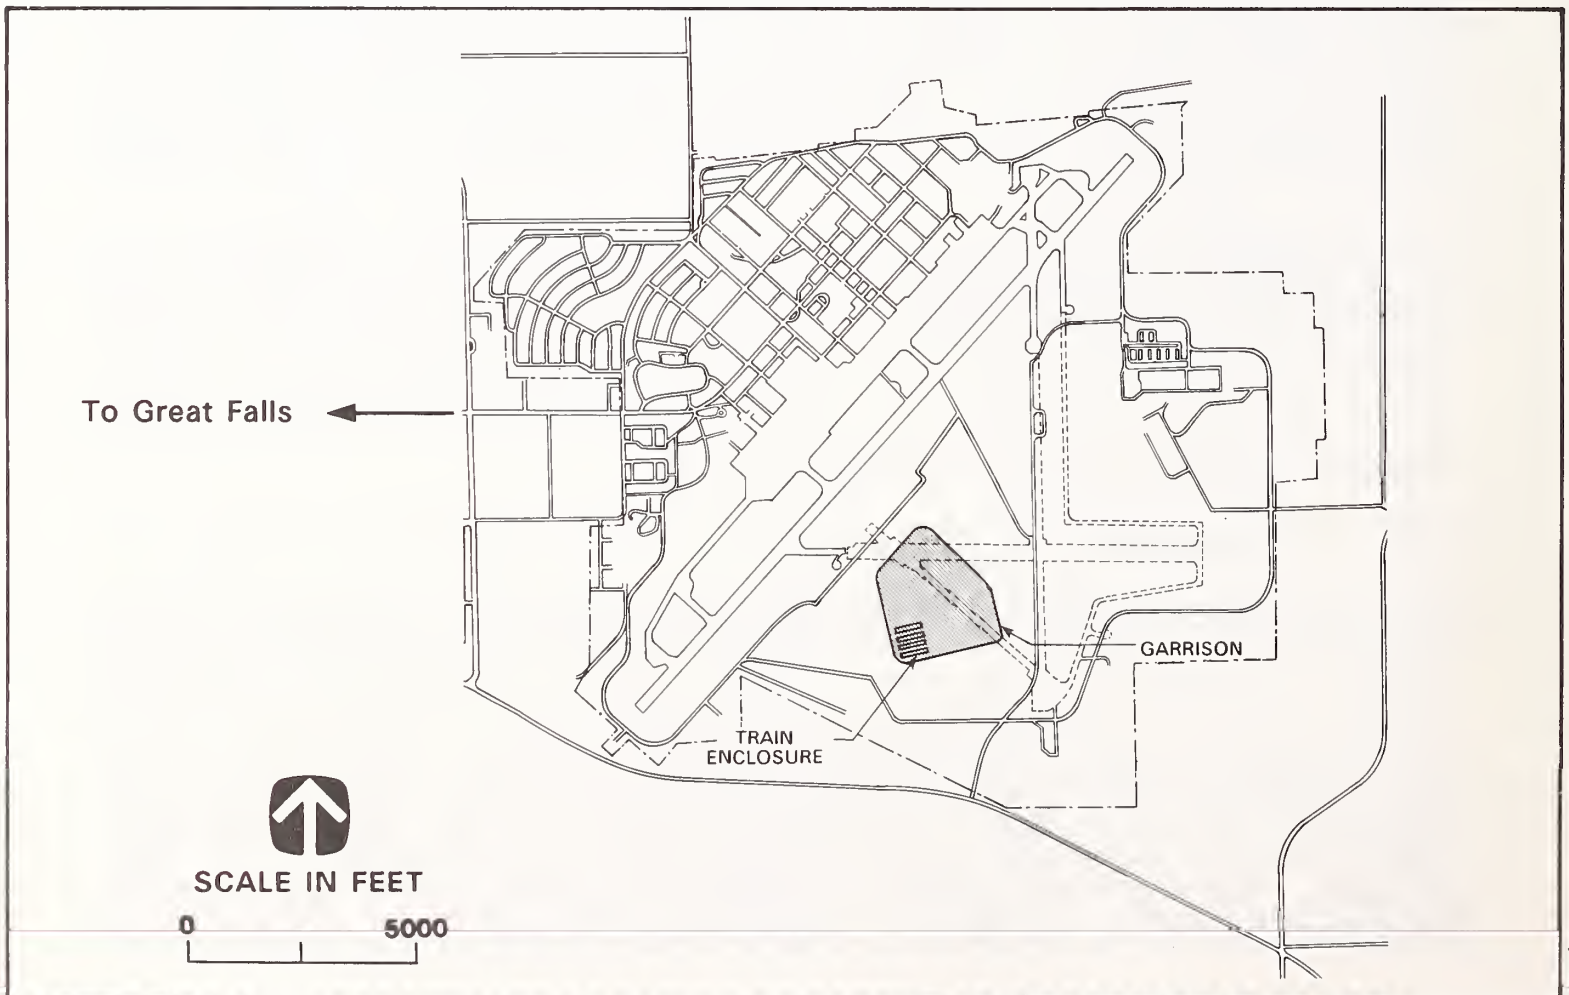 To Great Falls
GARRISON
TRAIN
ENCLOSURE
SCALE IN FEET
0 5000